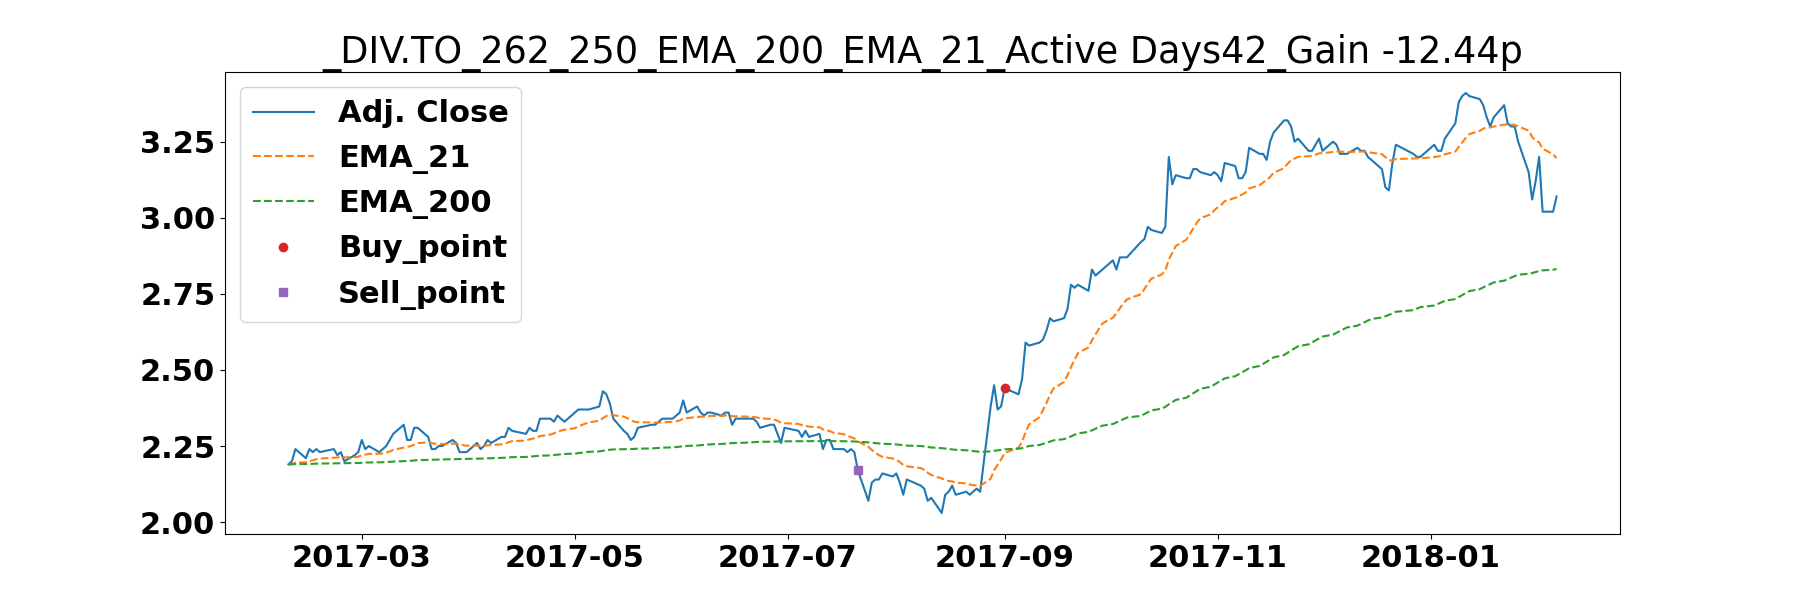 _DIV.TO_262_250_EMA_200_EMA_21_Active Days42_Gain -12.44p
Adj. Close
EMA_21
EMA_200
Buy_point
Sell_point
3.25
3.00
2.75
2.50
2.25
2.00
2017-03 2017-05 2017-07 2017-09 2017-11 2018-01